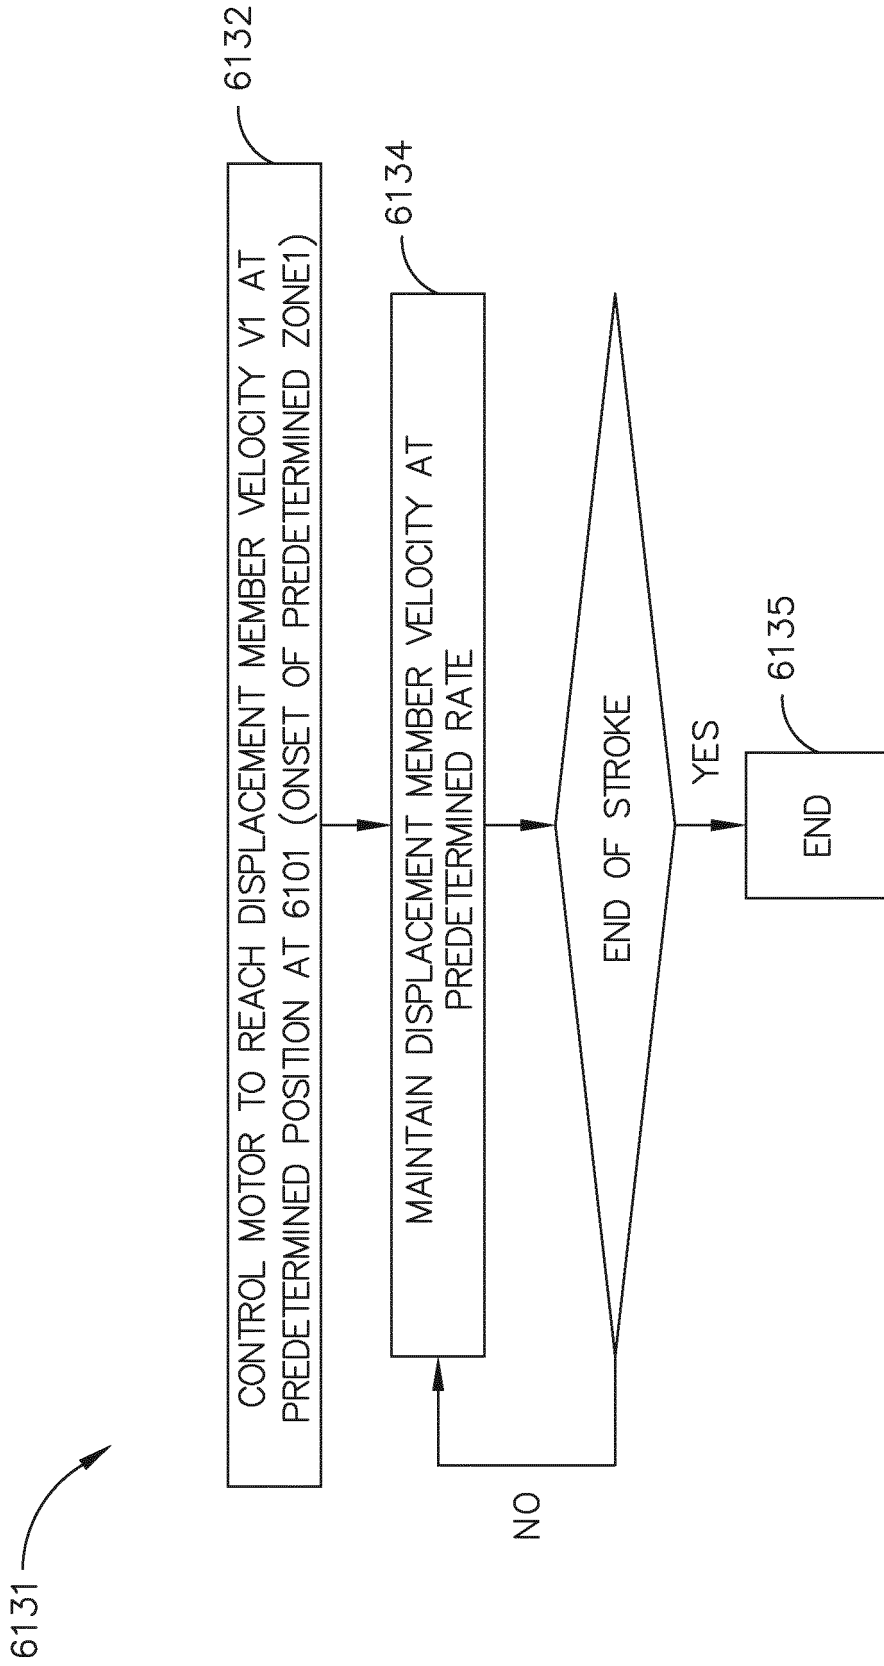 6131
6132
CONTROL MOTOR TO REACH DISPLACEMENT MEMBER VELOCITY V1 AT
PREDETERMINED POSITION AT 6101 (ONSET OF PREDETERMINED ZONE1)
6134
MAINTAIN DISPLACEMENT MEMBER VELOCITY AT
PREDETERMINED RATE
END OF STROKE
NO
YES
6135
END